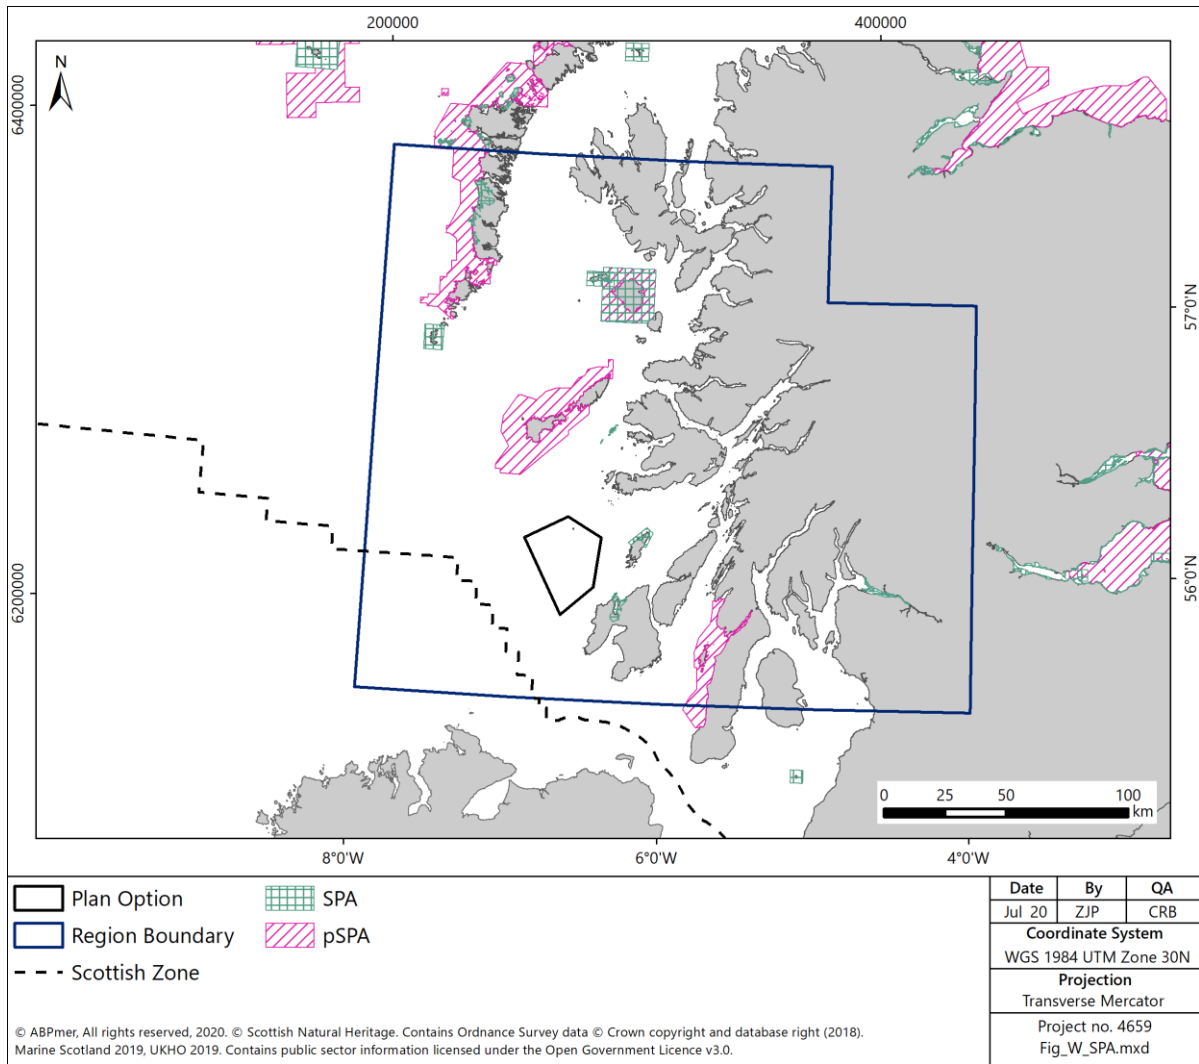 200000
400000
N
6400000
6200000
57°0'N
56°0'N
0
25
50
100
km
8°0'W
6°0'W
4°0'W
Plan Option
Region Boundary
Scottish Zone
SPA
pSPA
Date By QA
Jul 20 ZJP CRB
Coordinate System
WGS 1984 UTM Zone 30N
Projection
Transverse Mercator
Project no. 4659
Fig_W_SPA.mxd
© ABPmer, All rights reserved, 2020. © Scottish Natural Heritage. Contains Ordnance Survey data © Crown copyright and database right (2018).
Marine Scotland 2019, UKHO 2019. Contains public sector information licensed under the Open Government Licence v3.0.